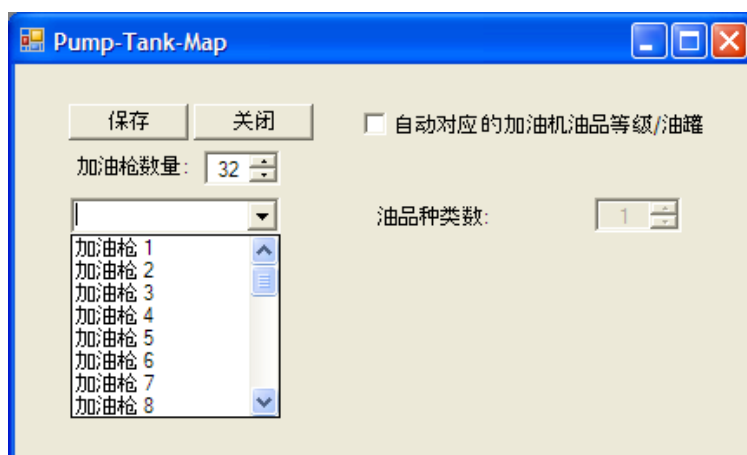 Pump-Tank-Map
保存 关闭 自动对应的加油机油品等级/油罐
加油枪数量: 32
油品种类数: 1
加油枪 1
加油枪 2
加油枪 3
加油枪 4
加油枪 5
加油枪 6
加油枪 7
加油枪 8